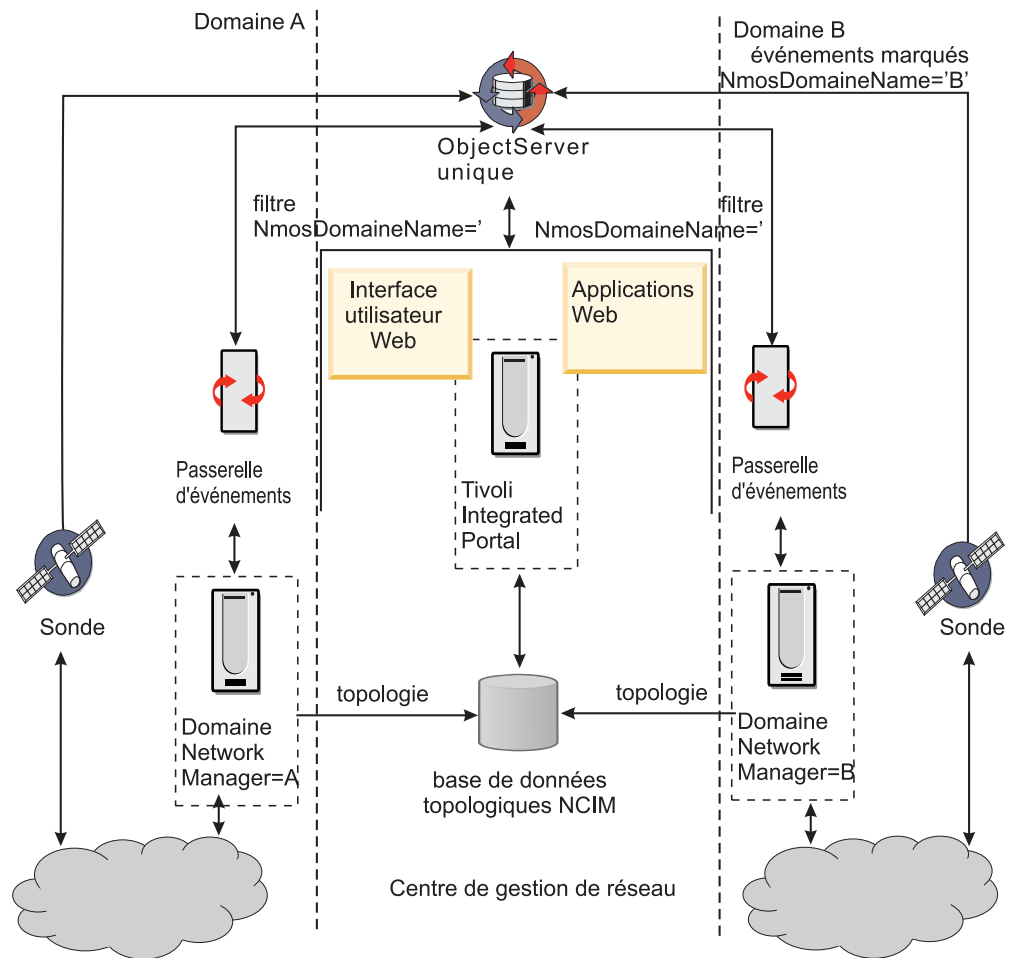 Domaine A
Domaine B
événements marqués
NmosDomaineName=’B’
ObjectServer
unique
filtre
NmosDomaineName=’
filtre
NmosDomaineName=’
Interface
utilisateur
Web
Applications
Web
Passerelle
d'événements
Tivoli
Integrated
Portal
Passerelle
d'événements
Sonde
Sonde
topologie
topologie
Domaine
Network
Manager=A
base de données
topologiques NCIM
Domaine
Network
Manager=B
Centre de gestion de réseau